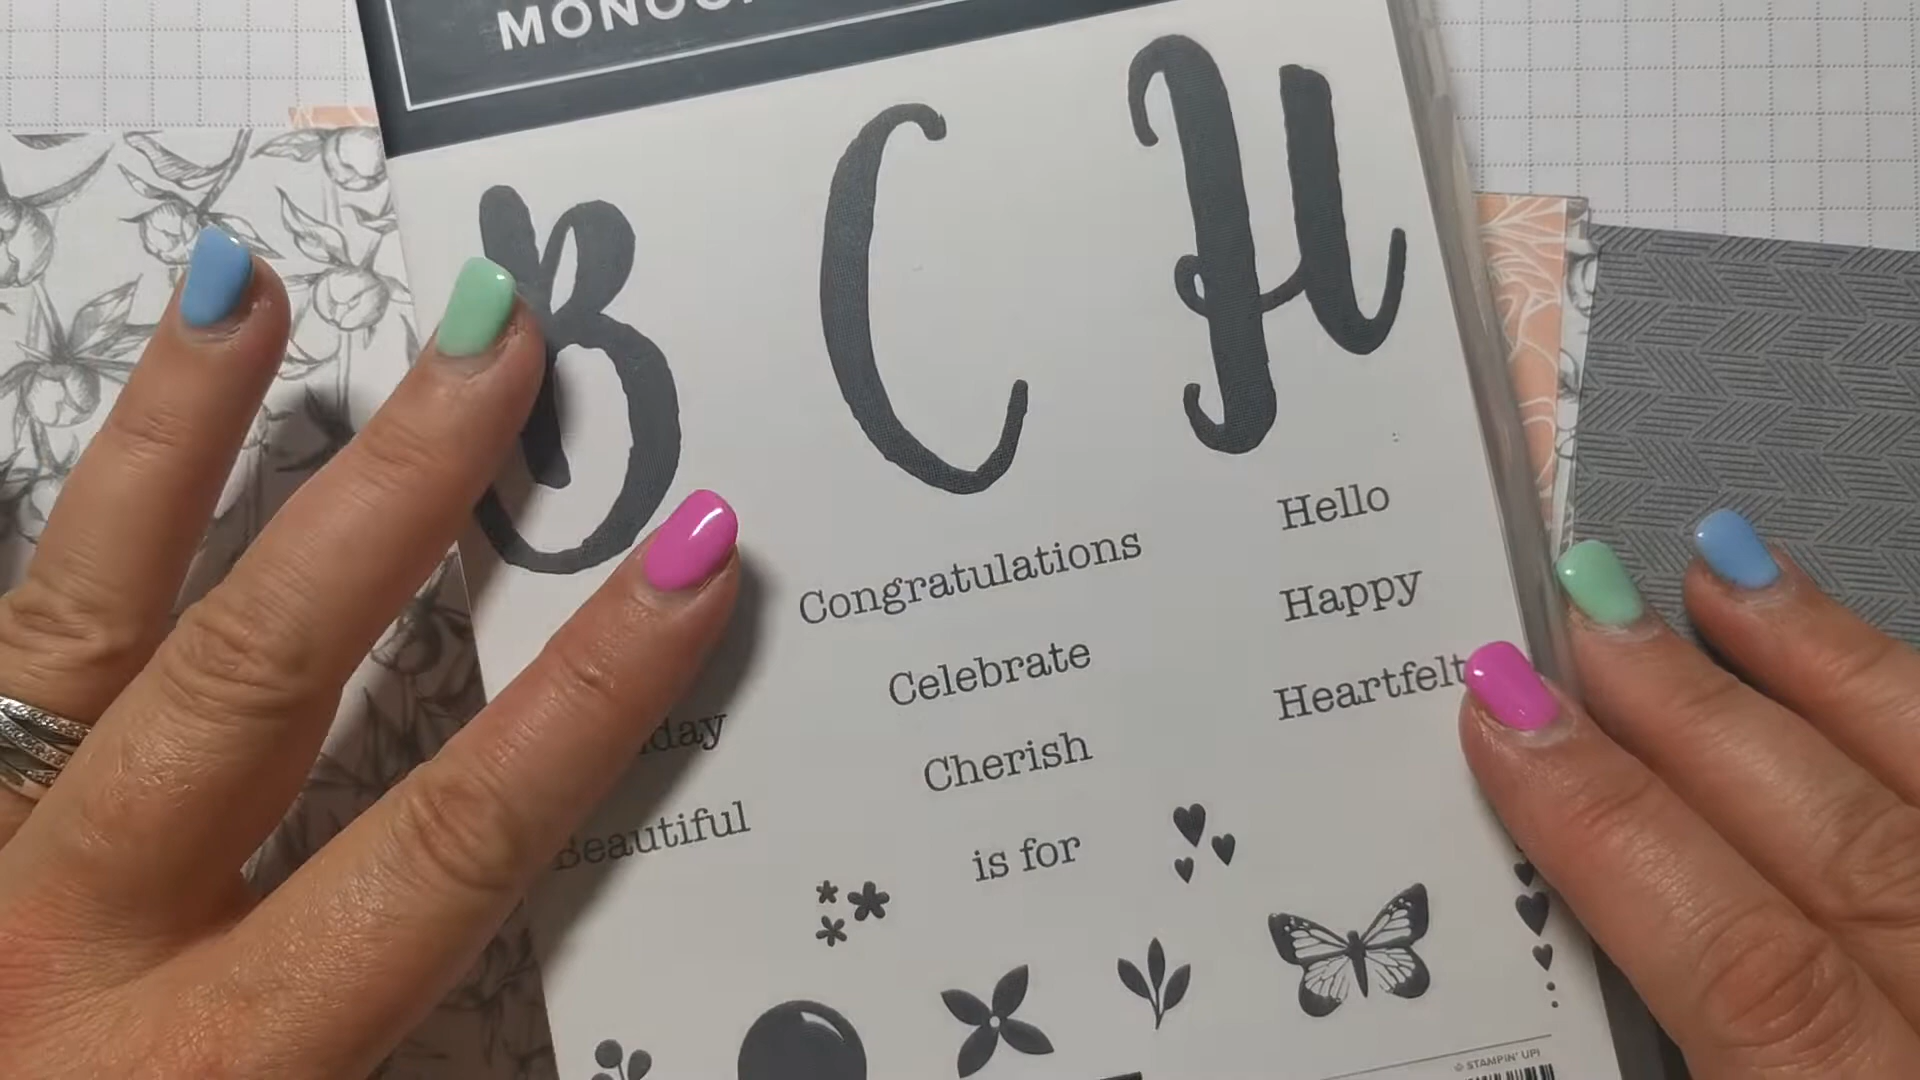 B C H
Hello
Congratulations
Happy
Celebrate
Heartfelt
Cherish
Beautiful
is for
© STAMPIN' UP!